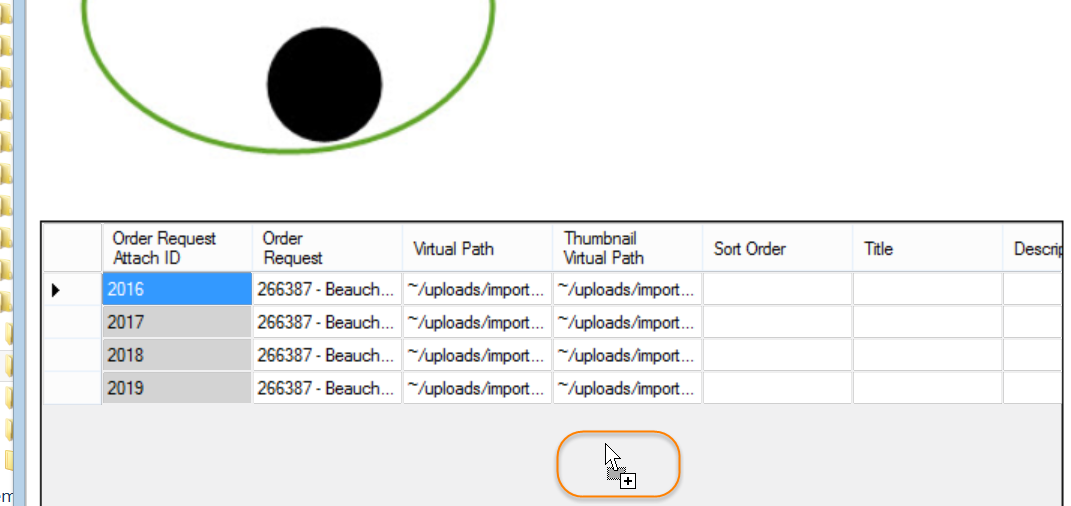 Order Request
Attach ID
Order
Request
Virtual Path
Thumbnail
Virtual Path
Sort Order
Title
Descrip
2016 266387 - Beauch... ~/uploads/import... ~/uploads/import...
2017 266387 - Beauch... ~/uploads/import... ~/uploads/import...
2018 266387 - Beauch... ~/uploads/import... ~/uploads/import...
2019 266387 - Beauch... ~/uploads/import... ~/uploads/import...